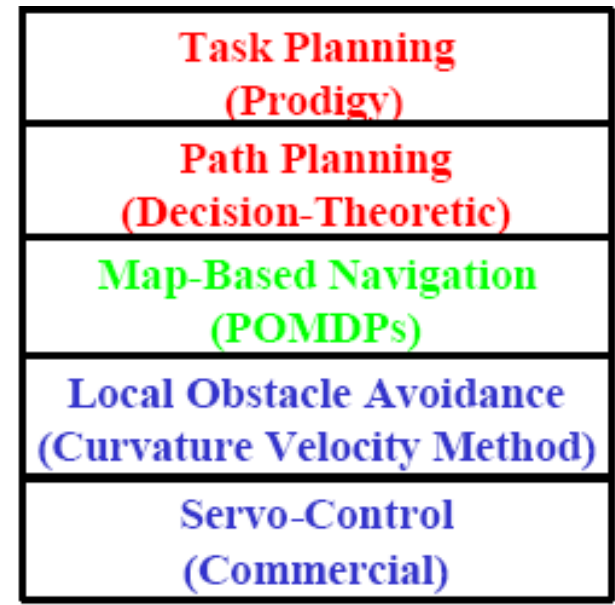 Task Planning
(Prodigy)
Path Planning
(Decision-Theoretic)
Map-Based Navigation
(POMDPs)
Local Obstacle Avoidance
(Curvature Velocity Method)
Servo-Control
(Commercial)